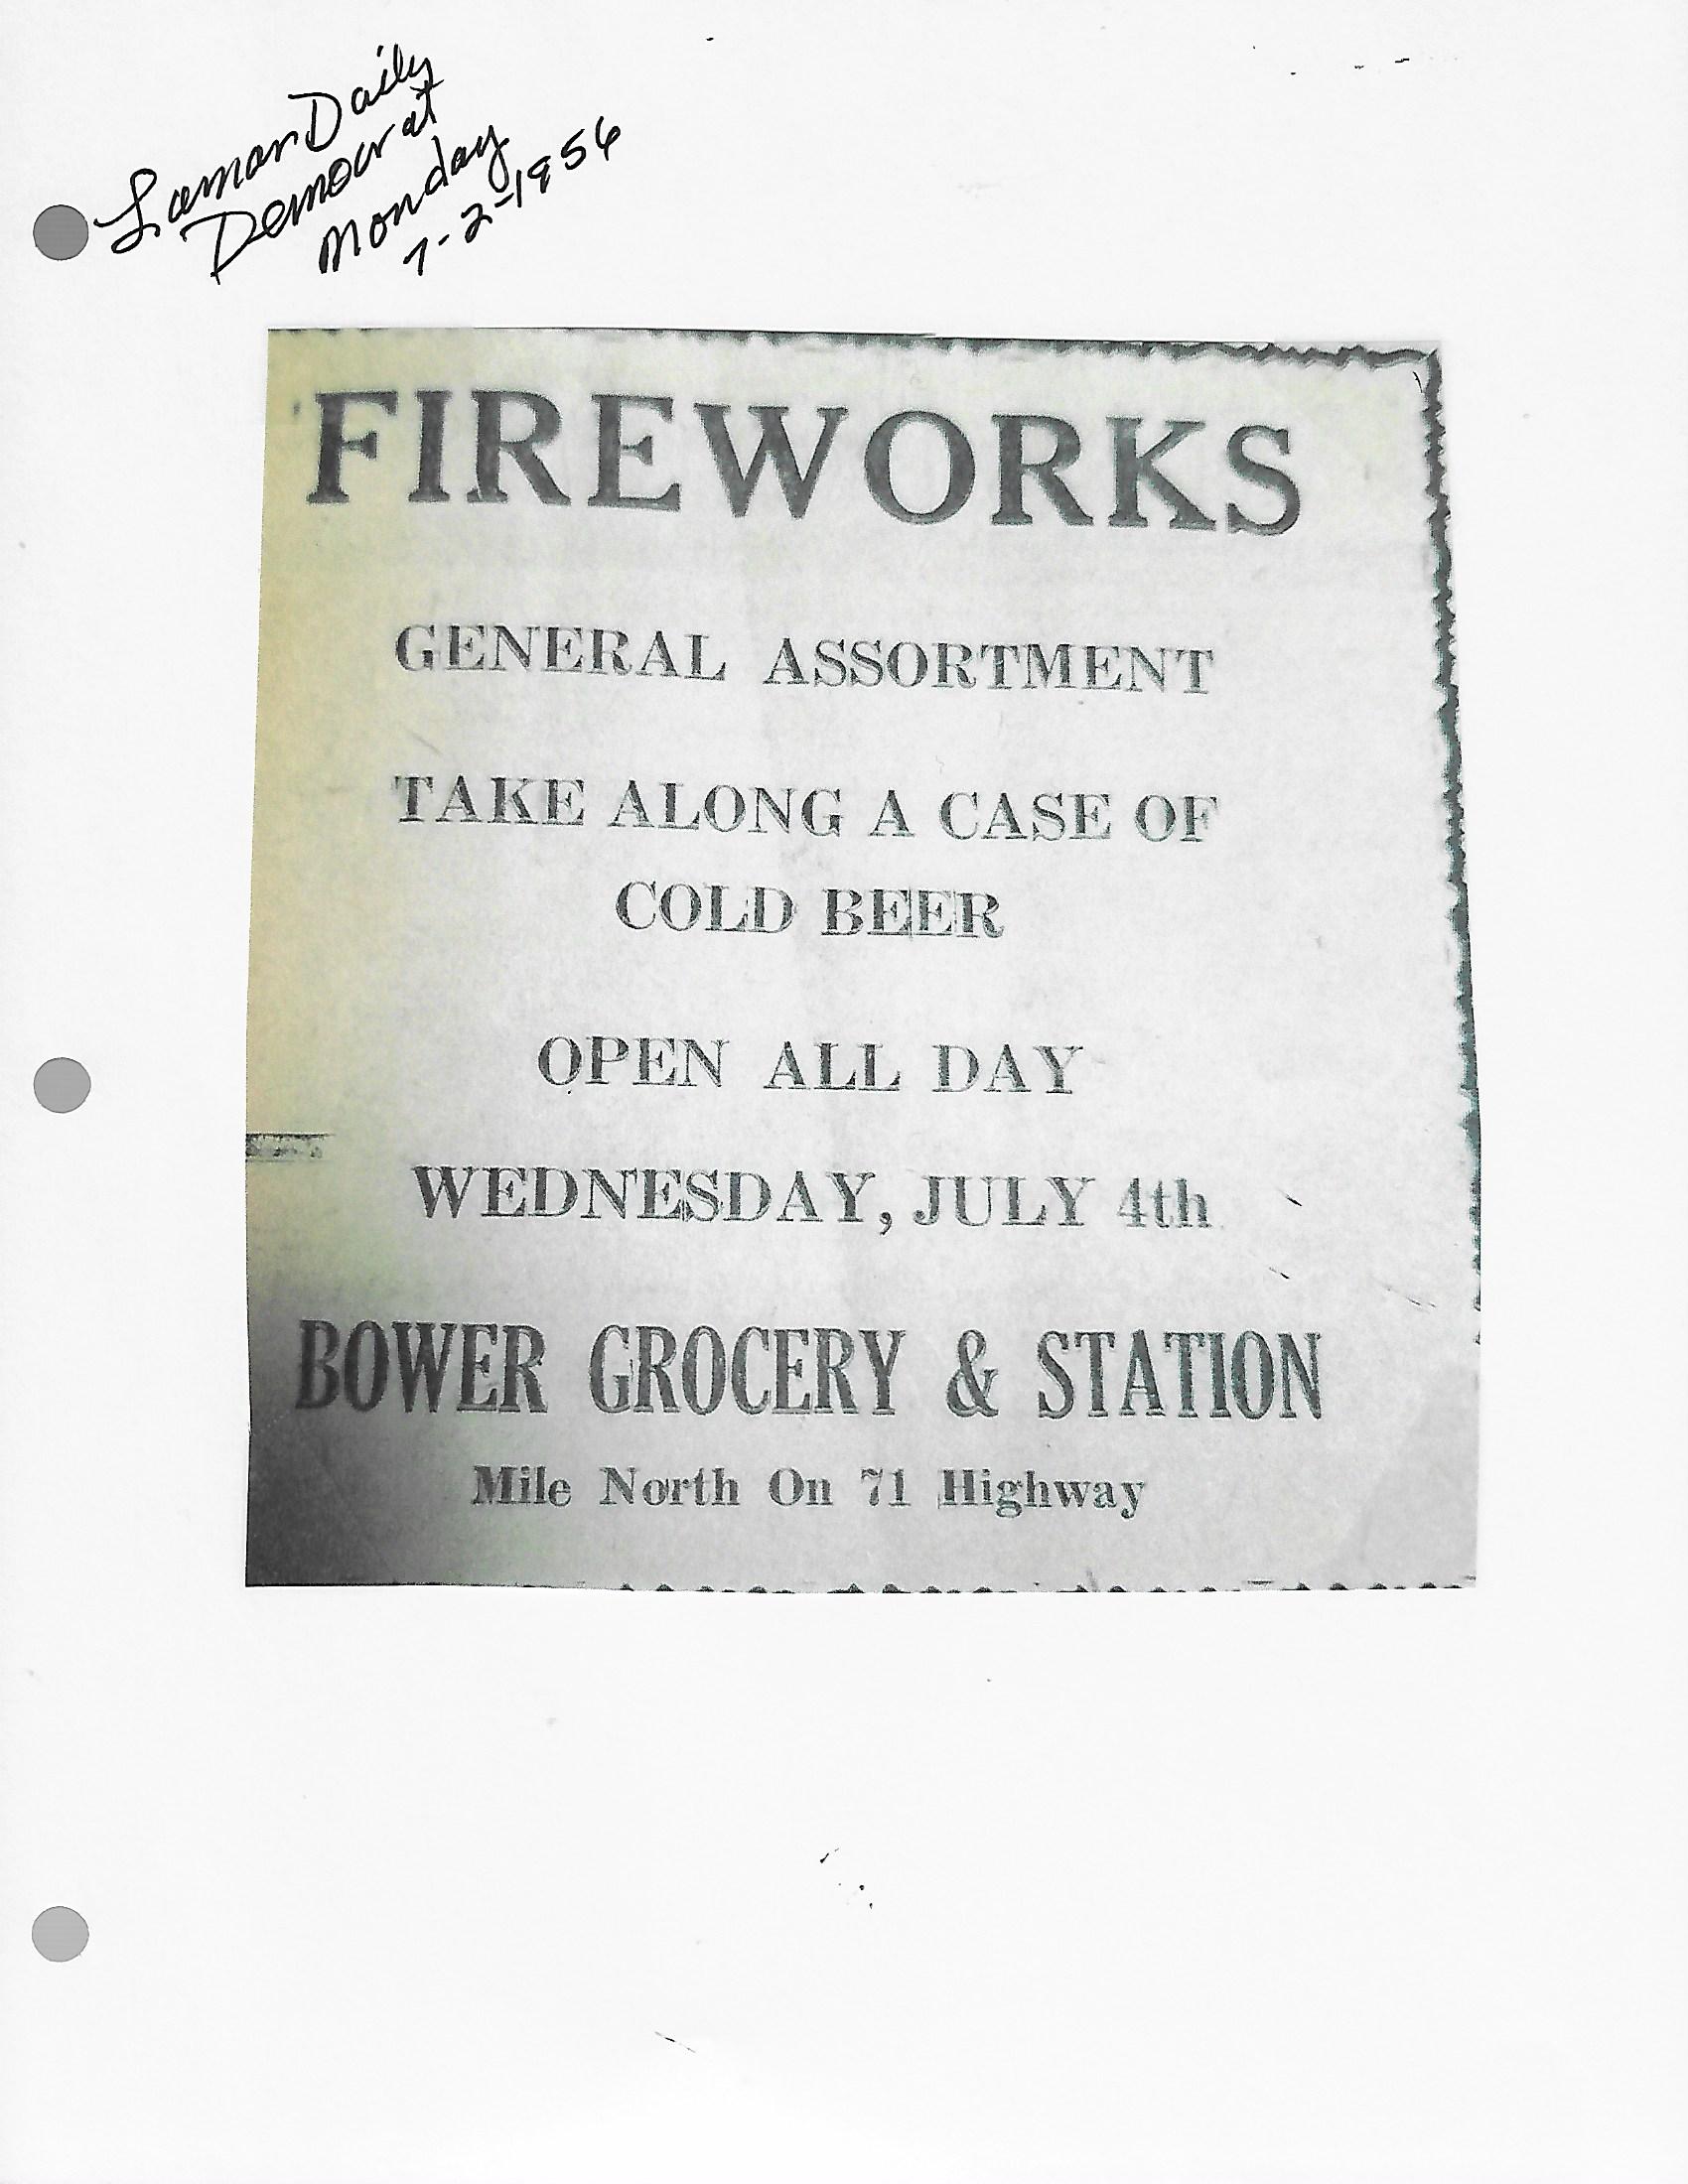 Lamar Daily
Democrat
Monday
7-2-1956
FIREWORKS
GENERAL ASSORTMENT
TAKE ALONG A CASE OF
COLD BEER
OPEN ALL DAY
WEDNESDAY, JULY 4th
BOWER GROCERY & STATION
Mile North On 71 Highway